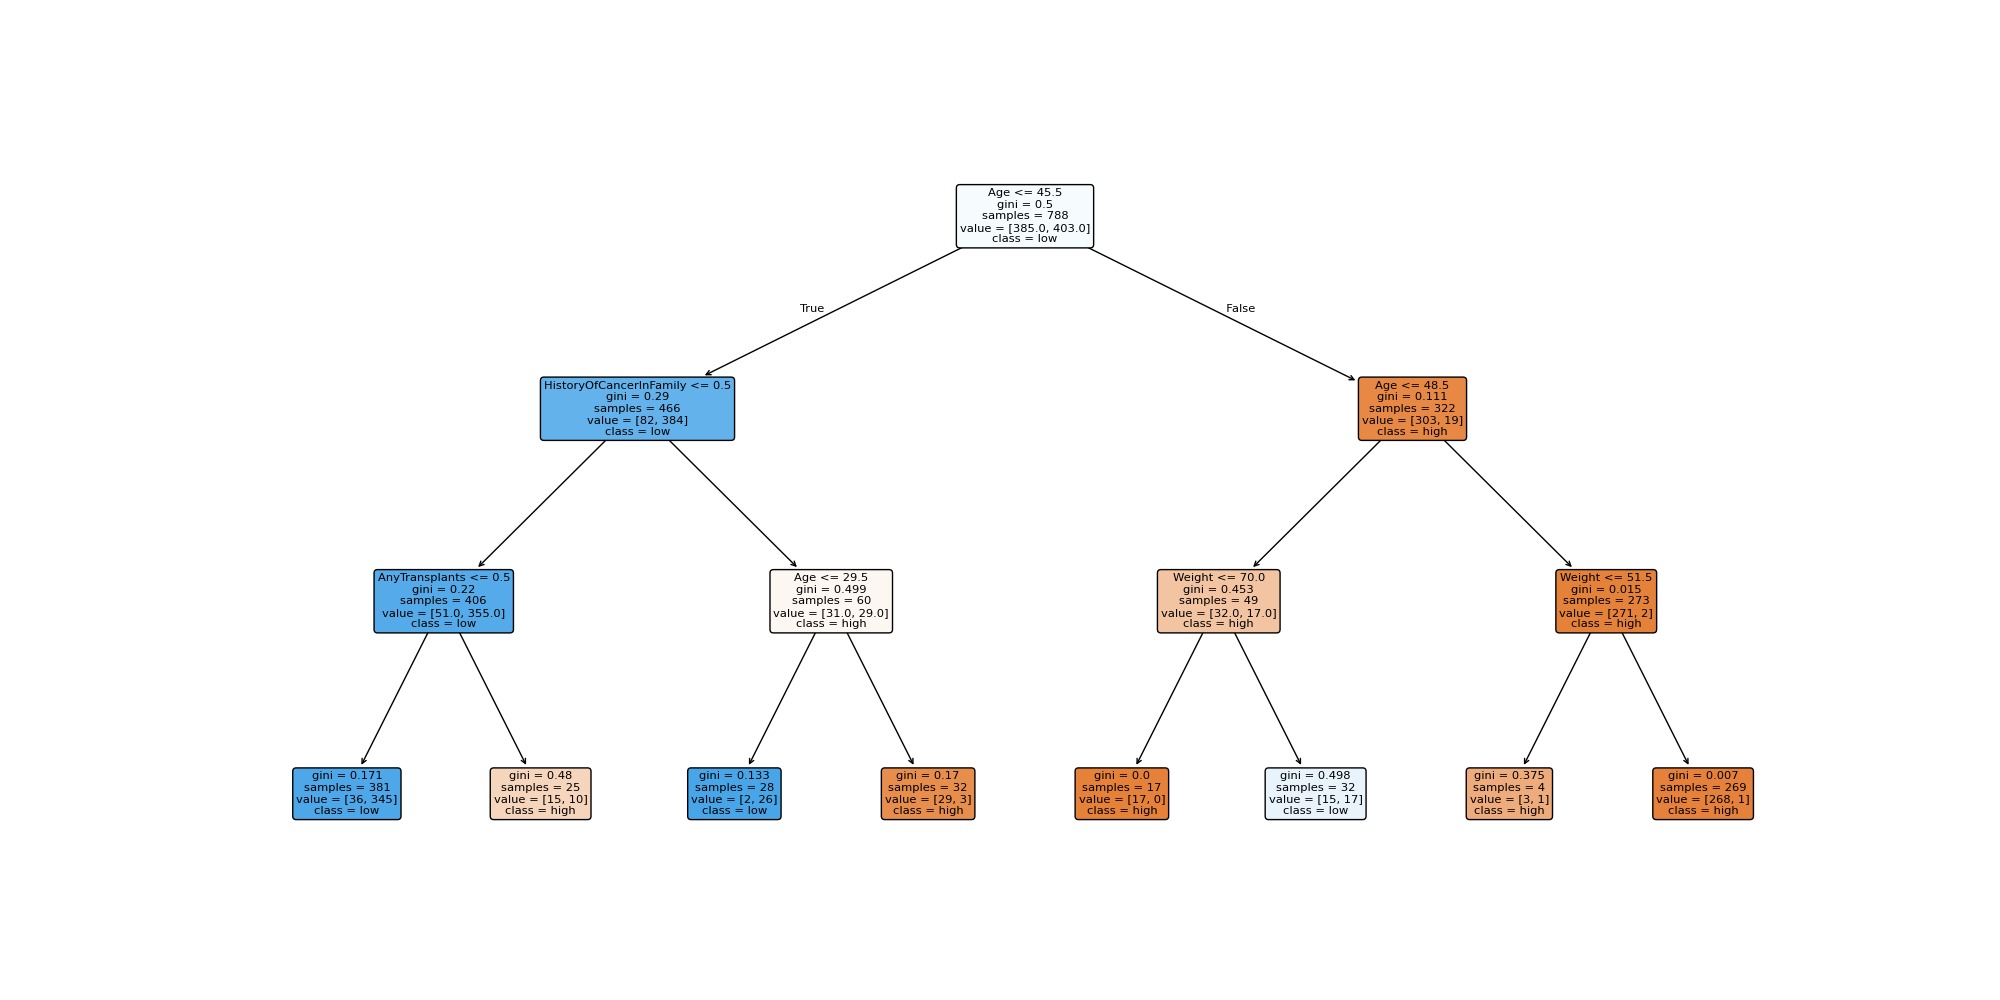 Age <= 45.5
gini = 0.5
samples = 788
value = [385.0, 403.0]
class = low
True
False
HistoryOfCancerInFamily <= 0.5
gini = 0.29
samples = 466
value = [82, 384]
class = low
Age <= 48.5
gini = 0.111
samples = 322
value = [303, 19]
class = high
AnyTransplants <= 0.5
gini = 0.22
samples = 406
value = [51.0, 355.0]
class = low
Age <= 29.5
gini = 0.499
samples = 60
value = [31.0, 29.0]
class = high
Weight <= 70.0
gini = 0.453
samples = 49
value = [32.0, 17.0]
class = high
Weight <= 51.5
gini = 0.015
samples = 273
value = [271, 2]
class = high
gini = 0.171
samples = 381
value = [36, 345]
class = low
gini = 0.48
samples = 25
value = [15, 10]
class = high
gini = 0.133
samples = 28
value = [2, 26]
class = low
gini = 0.17
samples = 32
value = [29, 3]
class = high
gini = 0.0
samples = 17
value = [17, 0]
class = high
gini = 0.498
samples = 32
value = [15, 17]
class = low
gini = 0.375
samples = 4
value = [3, 1]
class = high
gini = 0.007
samples = 269
value = [268, 1]
class = high